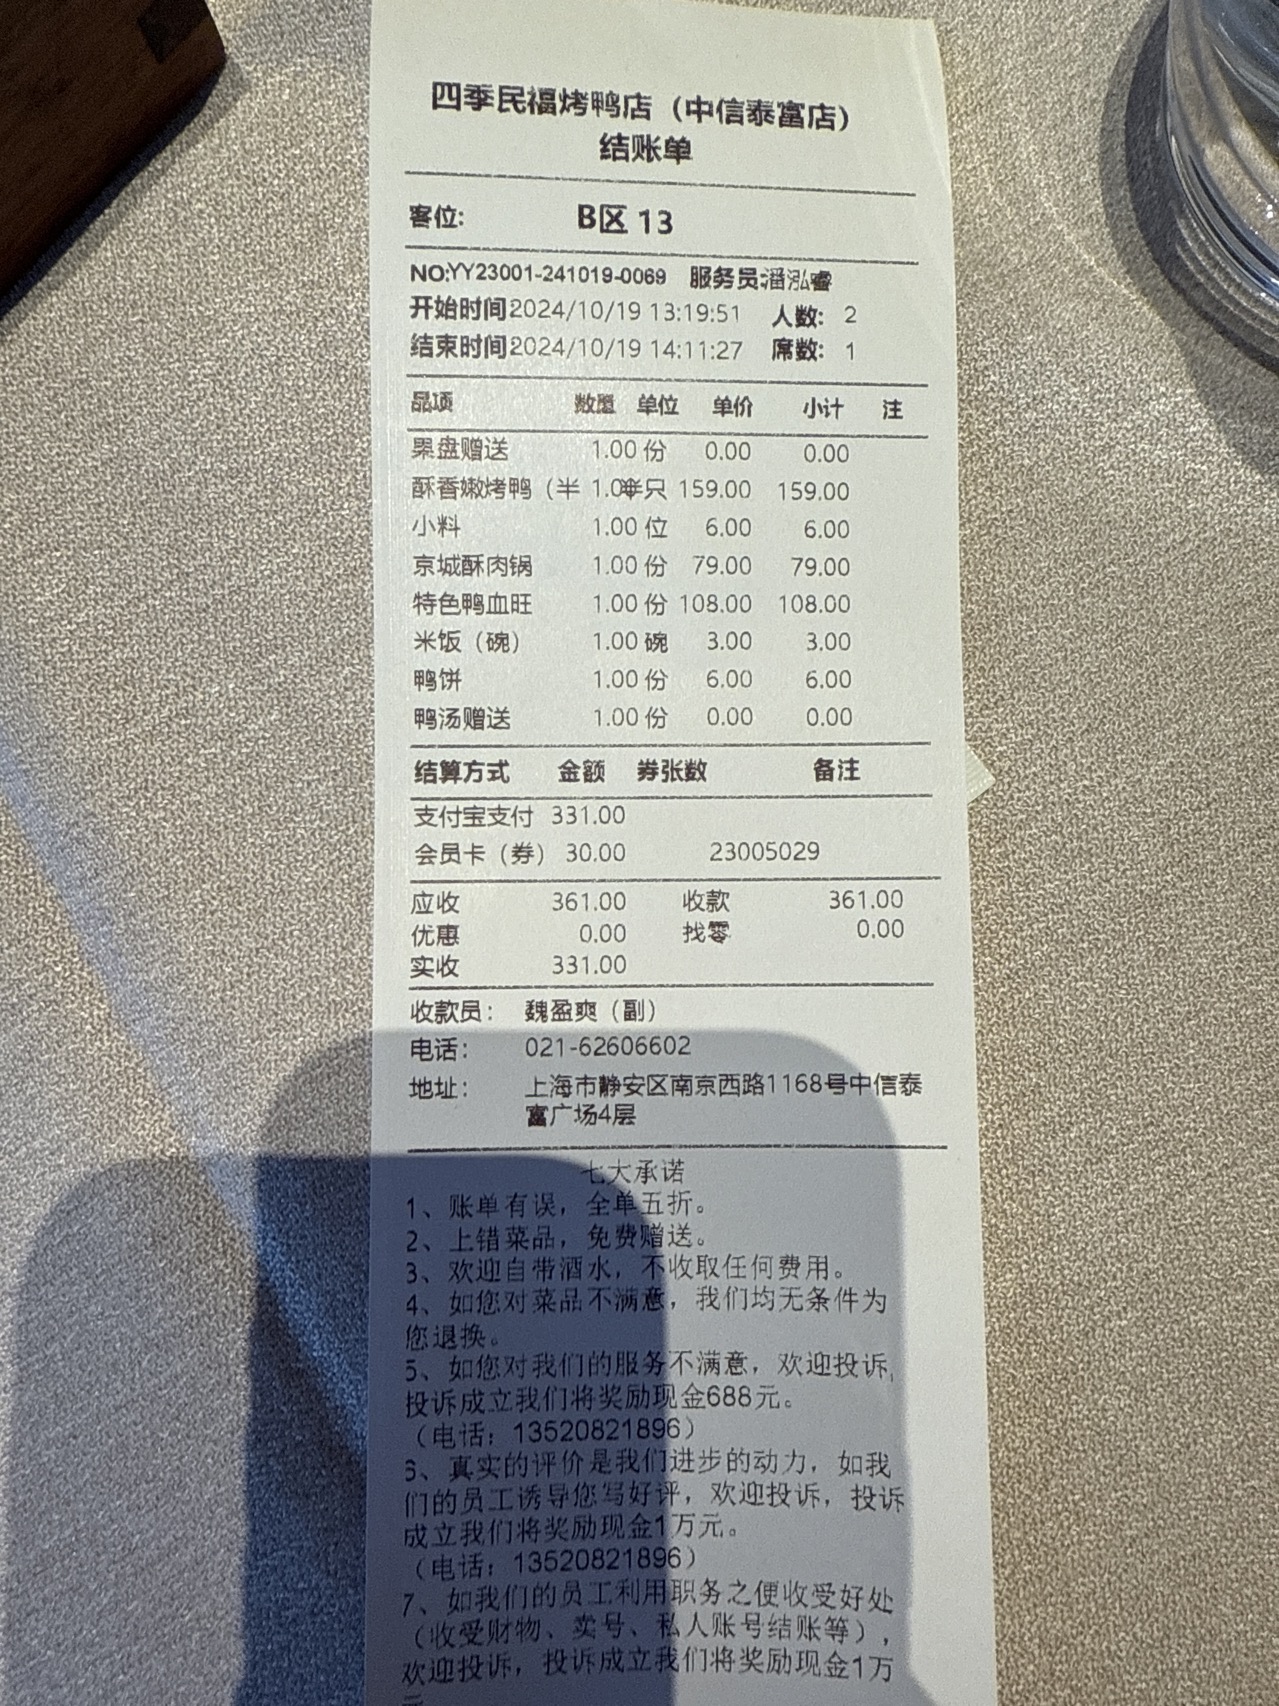 四季民福烤鸭店（中信泰富店）
结账单
客位: B区 13
NO:YY23001-241019-0069 服务员:潘泓睿
开始时间2024/10/19 13:19:51 人数: 2
结束时间2024/10/19 14:11:27 席数: 1
品项 数量 单位 单价 小计 注
果盘赠送 1.00 份 0.00 0.00
酥香嫩烤鸭（半 1.00半只 159.00 159.00
小料 1.00 位 6.00 6.00
京城酥肉锅 1.00 份 79.00 79.00
特色鸭血旺 1.00 份 108.00 108.00
米饭（碗） 1.00 碗 3.00 3.00
鸭饼 1.00 份 6.00 6.00
鸭汤赠送 1.00 份 0.00 0.00
结算方式 金额 券张数 备注
支付宝支付 331.00
会员卡（券） 30.00 23005029
应收 361.00 收款 361.00
优惠 0.00 找零 0.00
实收 331.00
收款员: 魏盈爽（副）
电话: 021-62606602
地址: 上海市静安区南京西路1168号中信泰
富广场4层
七大承诺
1、账单有误，全单五折。
2、上错菜品，免费赠送。
3、欢迎自带酒水，不收取任何费用。
4、如您对菜品不满意，我们均无条件为
您退换。
5、如您对我们的服务不满意，欢迎投诉，
投诉成立我们将奖励现金688元。
（电话：13520821896）
6、真实的评价是我们进步的动力，如我
们的员工诱导您写好评，欢迎投诉，投诉
成立我们将奖励现金1万元。
（电话：13520821896）
7、如我们的员工利用职务之便收受好处
（收受财物、卖号、私人账号结账等），
欢迎投诉，投诉成立我们将奖励现金1万